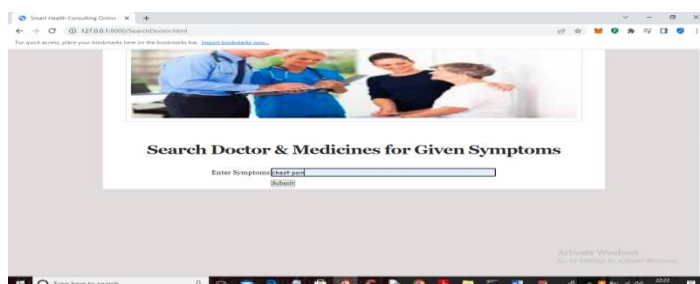 Smart Health Consulting Online
127.0.0.1:8000/SearchDoctor.html
For quick access, place your bookmarks here on the bookmarks bar. Import bookmarks now...
Search Doctor & Medicines for Given Symptoms
Enter Symptoms chest pain
Submit
Activate Windows
Go to Settings to activate Windows.
Type here to search
22:22